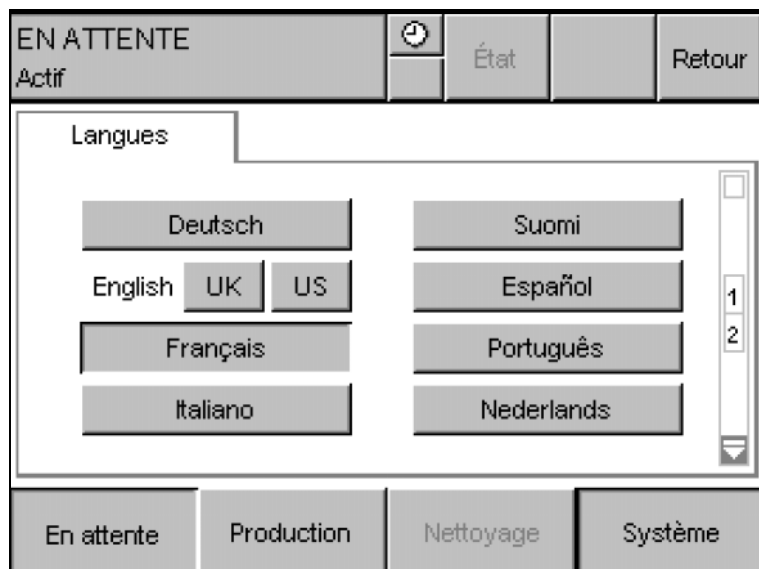 EN ATTENTE
Actif
État
Retour
Langues
Deutsch
Suomi
English UK US
Español
Français
Português
Italiano
Nederlands
1
2
En attente
Production
Nettoyage
Système